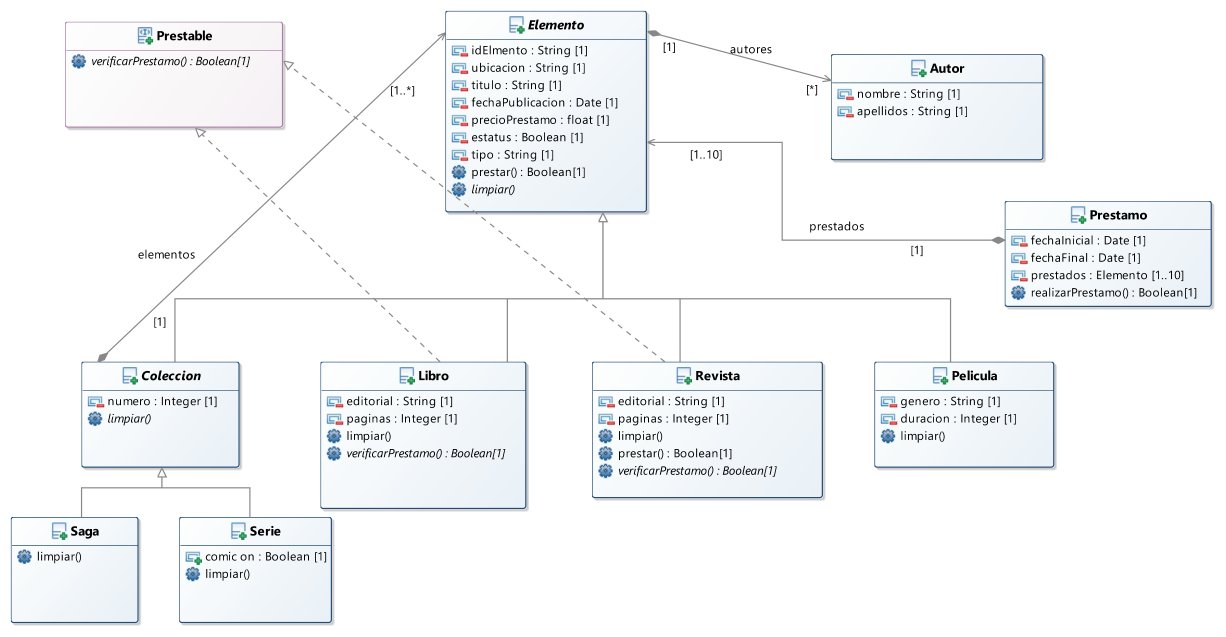 Prestable
verificarPrestamo() : Boolean[1]
Elemento
idElmento : String [1]
ubicacion : String [1]
titulo : String [1]
fechaPublicacion : Date [1]
precioPrestamo : float [1]
estatus : Boolean [1]
tipo : String [1]
prestar() : Boolean[1]
limpiar()
[1]
autores
[*]
Autor
nombre : String [1]
apellidos : String [1]
[1..*]
elementos
[1]
[1..10]
prestados
[1]
Prestamo
fechaInicial : Date [1]
fechaFinal : Date [1]
prestados : Elemento [1..10]
realizarPrestamo() : Boolean[1]
Coleccion
numero : Integer [1]
limpiar()
Libro
editorial : String [1]
paginas : Integer [1]
limpiar()
verificarPrestamo() : Boolean[1]
Revista
editorial : String [1]
paginas : Integer [1]
limpiar()
prestar() : Boolean[1]
verificarPrestamo() : Boolean[1]
Pelicula
genero : String [1]
duracion : Integer [1]
limpiar()
Saga
limpiar()
Serie
comic on : Boolean [1]
limpiar()